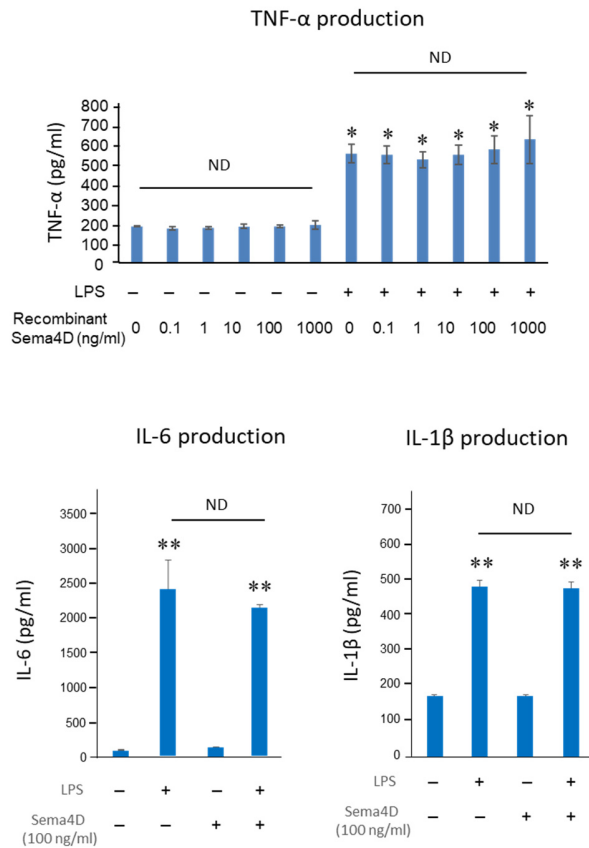 TNF-α production
ND
TNF-α (pg/ml)
800
700
600
500
400
300
200
100
0
ND
* * * * * *
LPS – – – – – – + + + + + +
Recombinant
Sema4D (ng/ml) 0 0.1 1 10 100 1000 0 0.1 1 10 100 1000
IL-6 production
ND
IL-6 (pg/ml)
3500
3000
2500
2000
1500
1000
500
0
** **
LPS – + – +
Sema4D
(100 ng/ml) – – + +
IL-1β production
ND
IL-1β (pg/ml)
700
600
500
400
300
200
100
0
** **
LPS – + – +
Sema4D
(100 ng/ml) – – + +